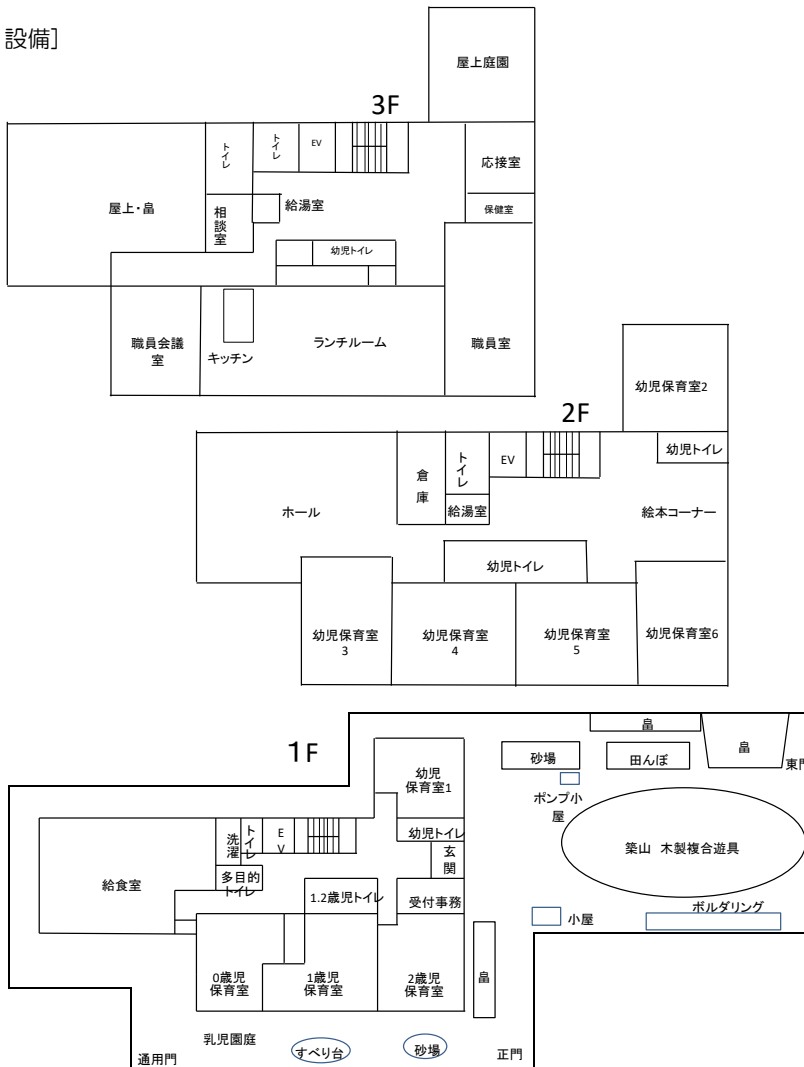 設備]
屋上庭園
3F
トイレ
トイレ
EV
応接室
屋上・畠
相談室
給湯室
保健室
幼児トイレ
職員会議
室
キッチン
ランチルーム
職員室
幼児保育室2
2F
倉庫
トイレ
EV
幼児トイレ
ホール
給湯室
絵本コーナー
幼児トイレ
幼児保育室
3
幼児保育室
4
幼児保育室
5
幼児保育室6
1F
幼児
保育室1
畠
砂場
田んぼ
畠
東門
ポンプ小
屋
洗濯
トイレ
EV
幼児トイレ
玄関
築山 木製複合遊具
給食室
多目的
トイレ
1.2歳児トイレ
受付事務
小屋
ボルダリング
0歳児
保育室
1歳児
保育室
2歳児
保育室
畠
乳児園庭
すべり台
砂場
正門
通用門